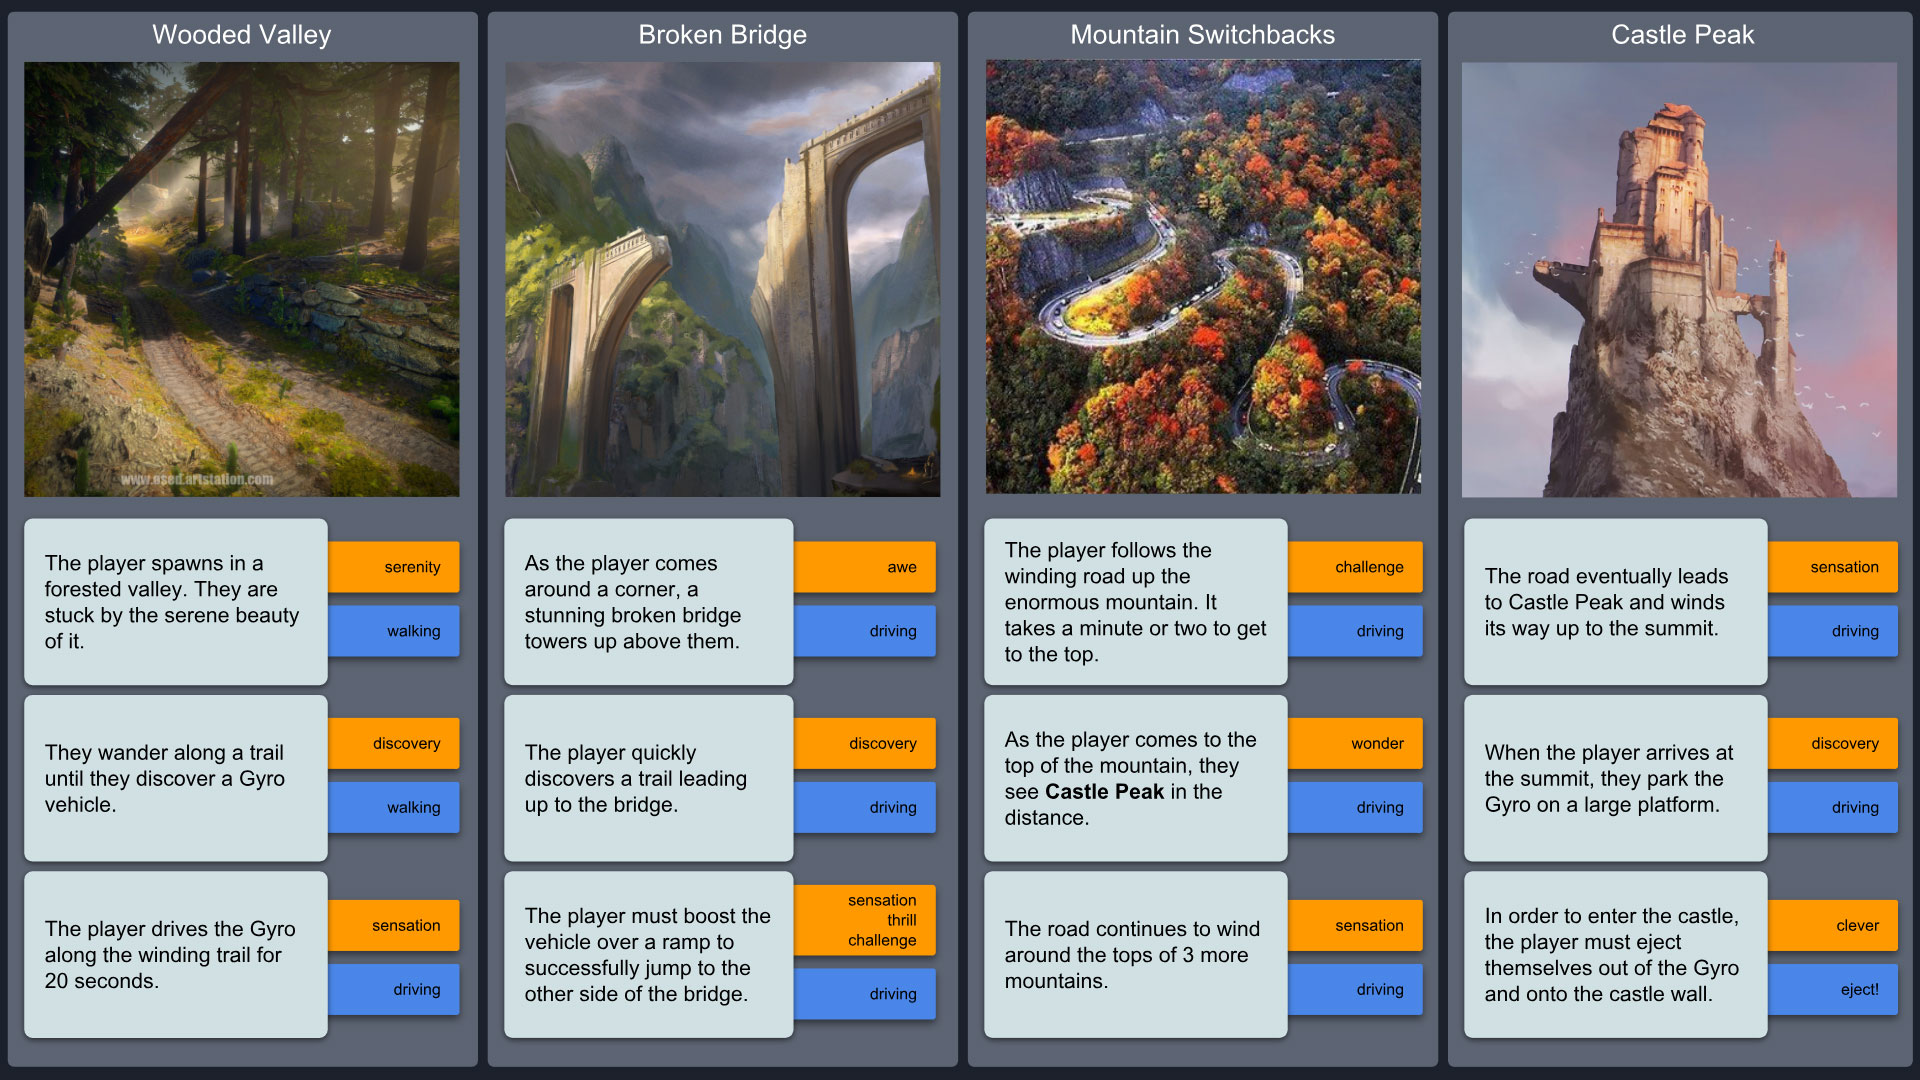 Wooded Valley
www.osed.artstation.com
The player spawns in a
forested valley. They are
stuck by the serene beauty
of it.
serenity
walking
They wander along a trail
until they discover a Gyro
vehicle.
discovery
walking
The player drives the Gyro
along the winding trail for
20 seconds.
sensation
driving
Broken Bridge
As the player comes
around a corner, a
stunning broken bridge
towers up above them.
awe
driving
The player quickly
discovers a trail leading
up to the bridge.
discovery
driving
The player must boost the
vehicle over a ramp to
successfully jump to the
other side of the bridge.
sensation
thrill
challenge
driving
Mountain Switchbacks
The player follows the
winding road up the
enormous mountain. It
takes a minute or two to get
to the top.
challenge
driving
As the player comes to the
top of the mountain, they
see Castle Peak in the
distance.
wonder
driving
The road continues to wind
around the tops of 3 more
mountains.
sensation
driving
Castle Peak
The road eventually leads
to Castle Peak and winds
its way up to the summit.
sensation
driving
When the player arrives at
the summit, they park the
Gyro on a large platform.
discovery
driving
In order to enter the castle,
the player must eject
themselves out of the Gyro
and onto the castle wall.
clever
eject!